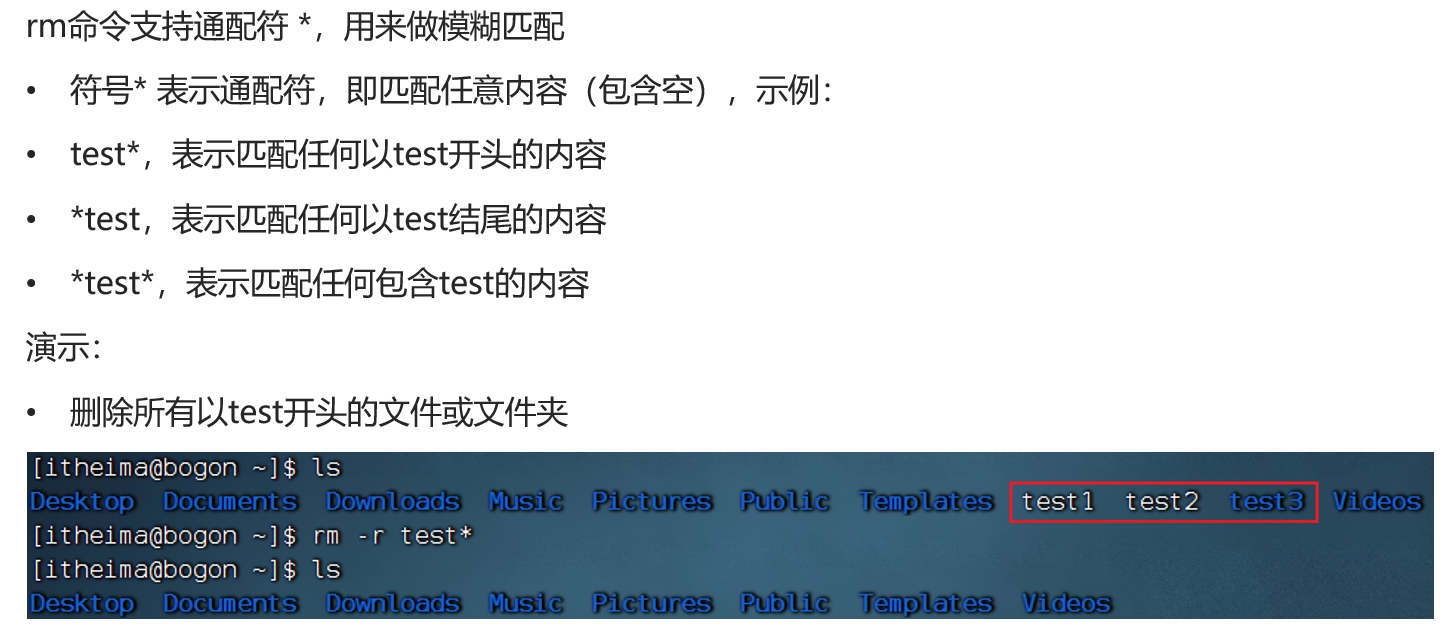 rm命令支持通配符 *，用来做模糊匹配
• 符号* 表示通配符，即匹配任意内容（包含空），示例：
• test*，表示匹配任何以test开头的内容
• *test，表示匹配任何以test结尾的内容
• *test*，表示匹配任何包含test的内容
演示：
• 删除所有以test开头的文件或文件夹
[itheima@bogon ~]$ ls
Desktop  Documents  Downloads  Music  Pictures  Public  Templates  test1  test2  test3  Videos
[itheima@bogon ~]$ rm -r test*
[itheima@bogon ~]$ ls
Desktop  Documents  Downloads  Music  Pictures  Public  Templates  Videos